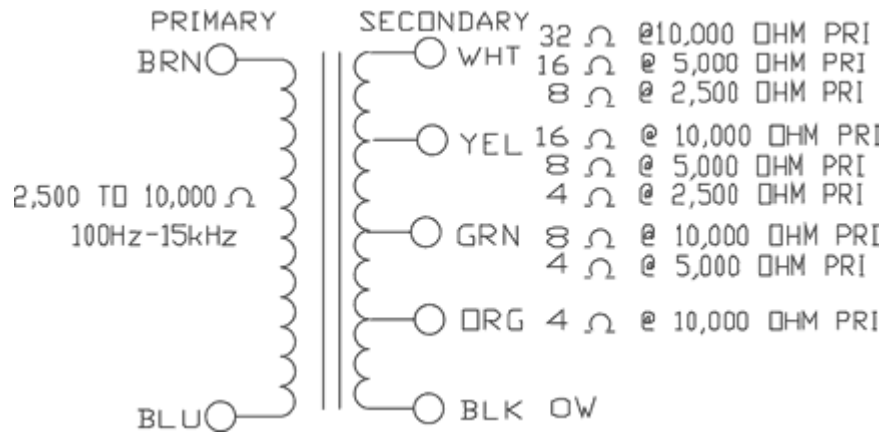 PRIMARY
BRN
2,500 TO 10,000 Ω
100Hz-15kHz
BLU
SECONDARY
WHT 32 Ω @10,000 OHM PRI
16 Ω @ 5,000 OHM PRI
8 Ω @ 2,500 OHM PRI
YEL 16 Ω @ 10,000 OHM PRI
8 Ω @ 5,000 OHM PRI
4 Ω @ 2,500 OHM PRI
GRN 8 Ω @ 10,000 OHM PRI
4 Ω @ 5,000 OHM PRI
ORG 4 Ω @ 10,000 OHM PRI
BLK 0W